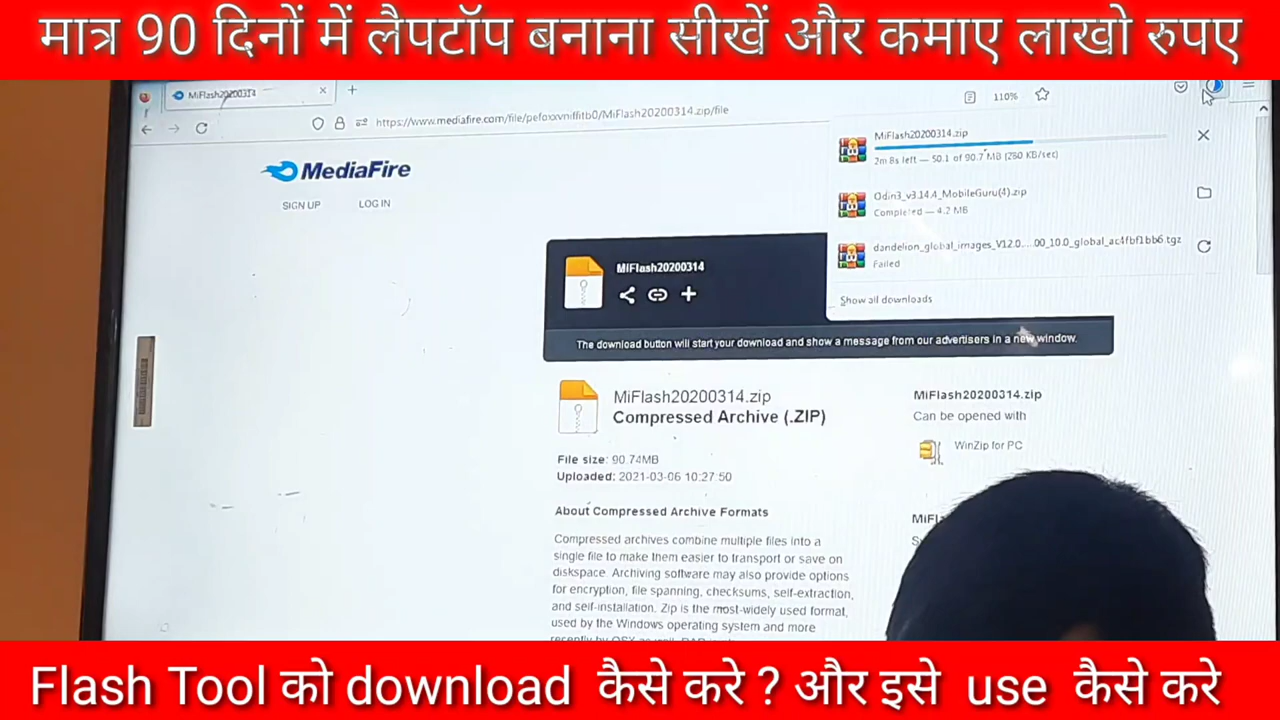 मात्र 90 दिनों में लैपटॉप बनाना सीखें और कमाए लाखो रुपए
MiFlash20200314
https://www.mediafire.com/file/pefoxxvniffitb0/MiFlash20200314.zip/file
110%
MediaFire
SIGN UP LOG IN
MiFlash20200314.zip
2m 8s left — 50.1 of 90.7 MB (280 KB/sec)
Odin3_v3.14.4_MobileGuru(4).zip
Completed — 4.2 MB
dandelion_global_images_V12.0,....00_10.0_global_ac4fbf1bb6.tgz
Failed
Show all downloads
MiFlash20200314
The download button will start your download and show a message from our advertisers in a new window.
MiFlash20200314.zip
Compressed Archive (.ZIP)
File size: 90.74MB
Uploaded: 2021-03-06 10:27:50
About Compressed Archive Formats
Compressed archives combine multiple files into a
single file to make them easier to transport or save on
diskspace. Archiving software may also provide options
for encryption, file spanning, checksums, self-extraction,
and self-installation. Zip is the most-widely used format,
used by the Windows operating system and more
MiFlash20200314.zip
Can be opened with
WinZip for PC
Flash Tool को download कैसे करे ? और इसे use कैसे करे